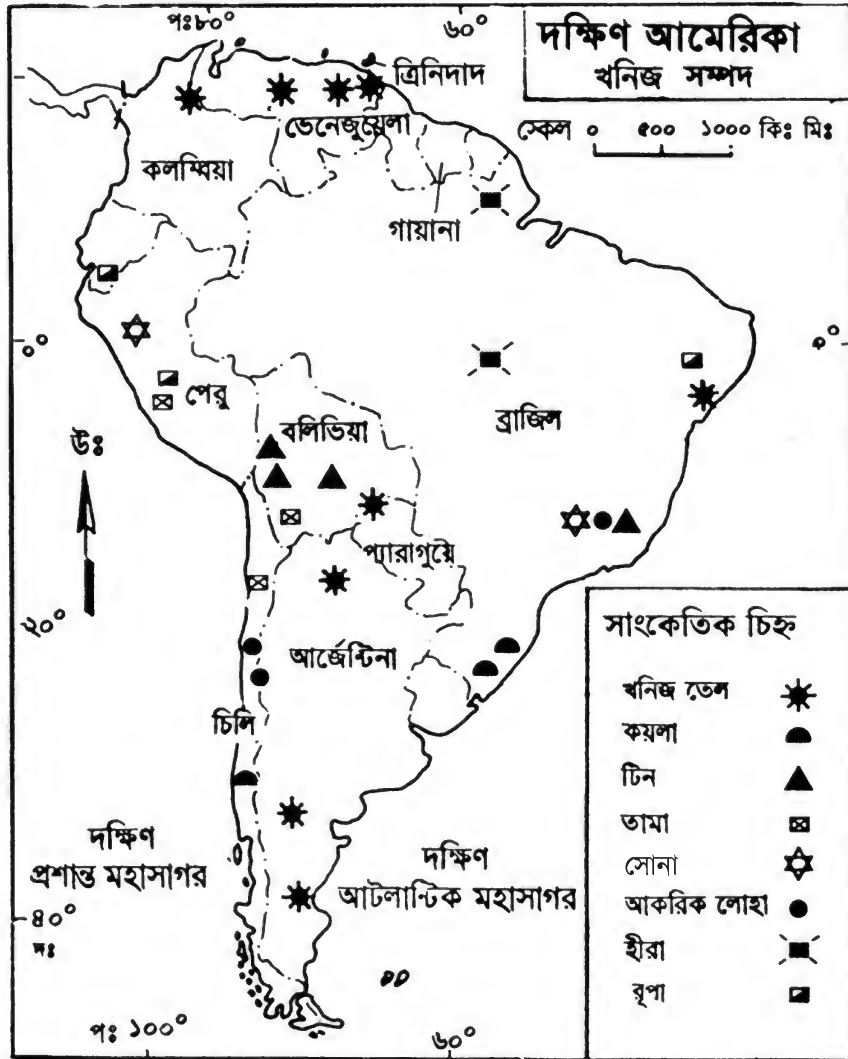 পঃ৮০°
৬০°
দক্ষিণ আমেরিকা
খনিজ সম্পদ
ত্রিনিদাদ
ভেনেজুয়েলা
স্কেল ০ ৫০০ ১০০০ কিঃ মিঃ
কলম্বিয়া
গায়ানা
০°
০°
পেরু
বলিভিয়া
ব্রাজিল
উঃ
প্যারাগুয়ে
২০°
আর্জেন্টিনা
চিলি
সাংকেতিক চিহ্ন
খনিজ তেল
কয়লা
টিন
তামা
সোনা
আকরিক লোহা
হীরা
রূপা
দক্ষিণ
প্রশান্ত মহাসাগর
দক্ষিণ
আটলান্টিক মহাসাগর
৪০°
দঃ
পঃ ১০০°
৬০°